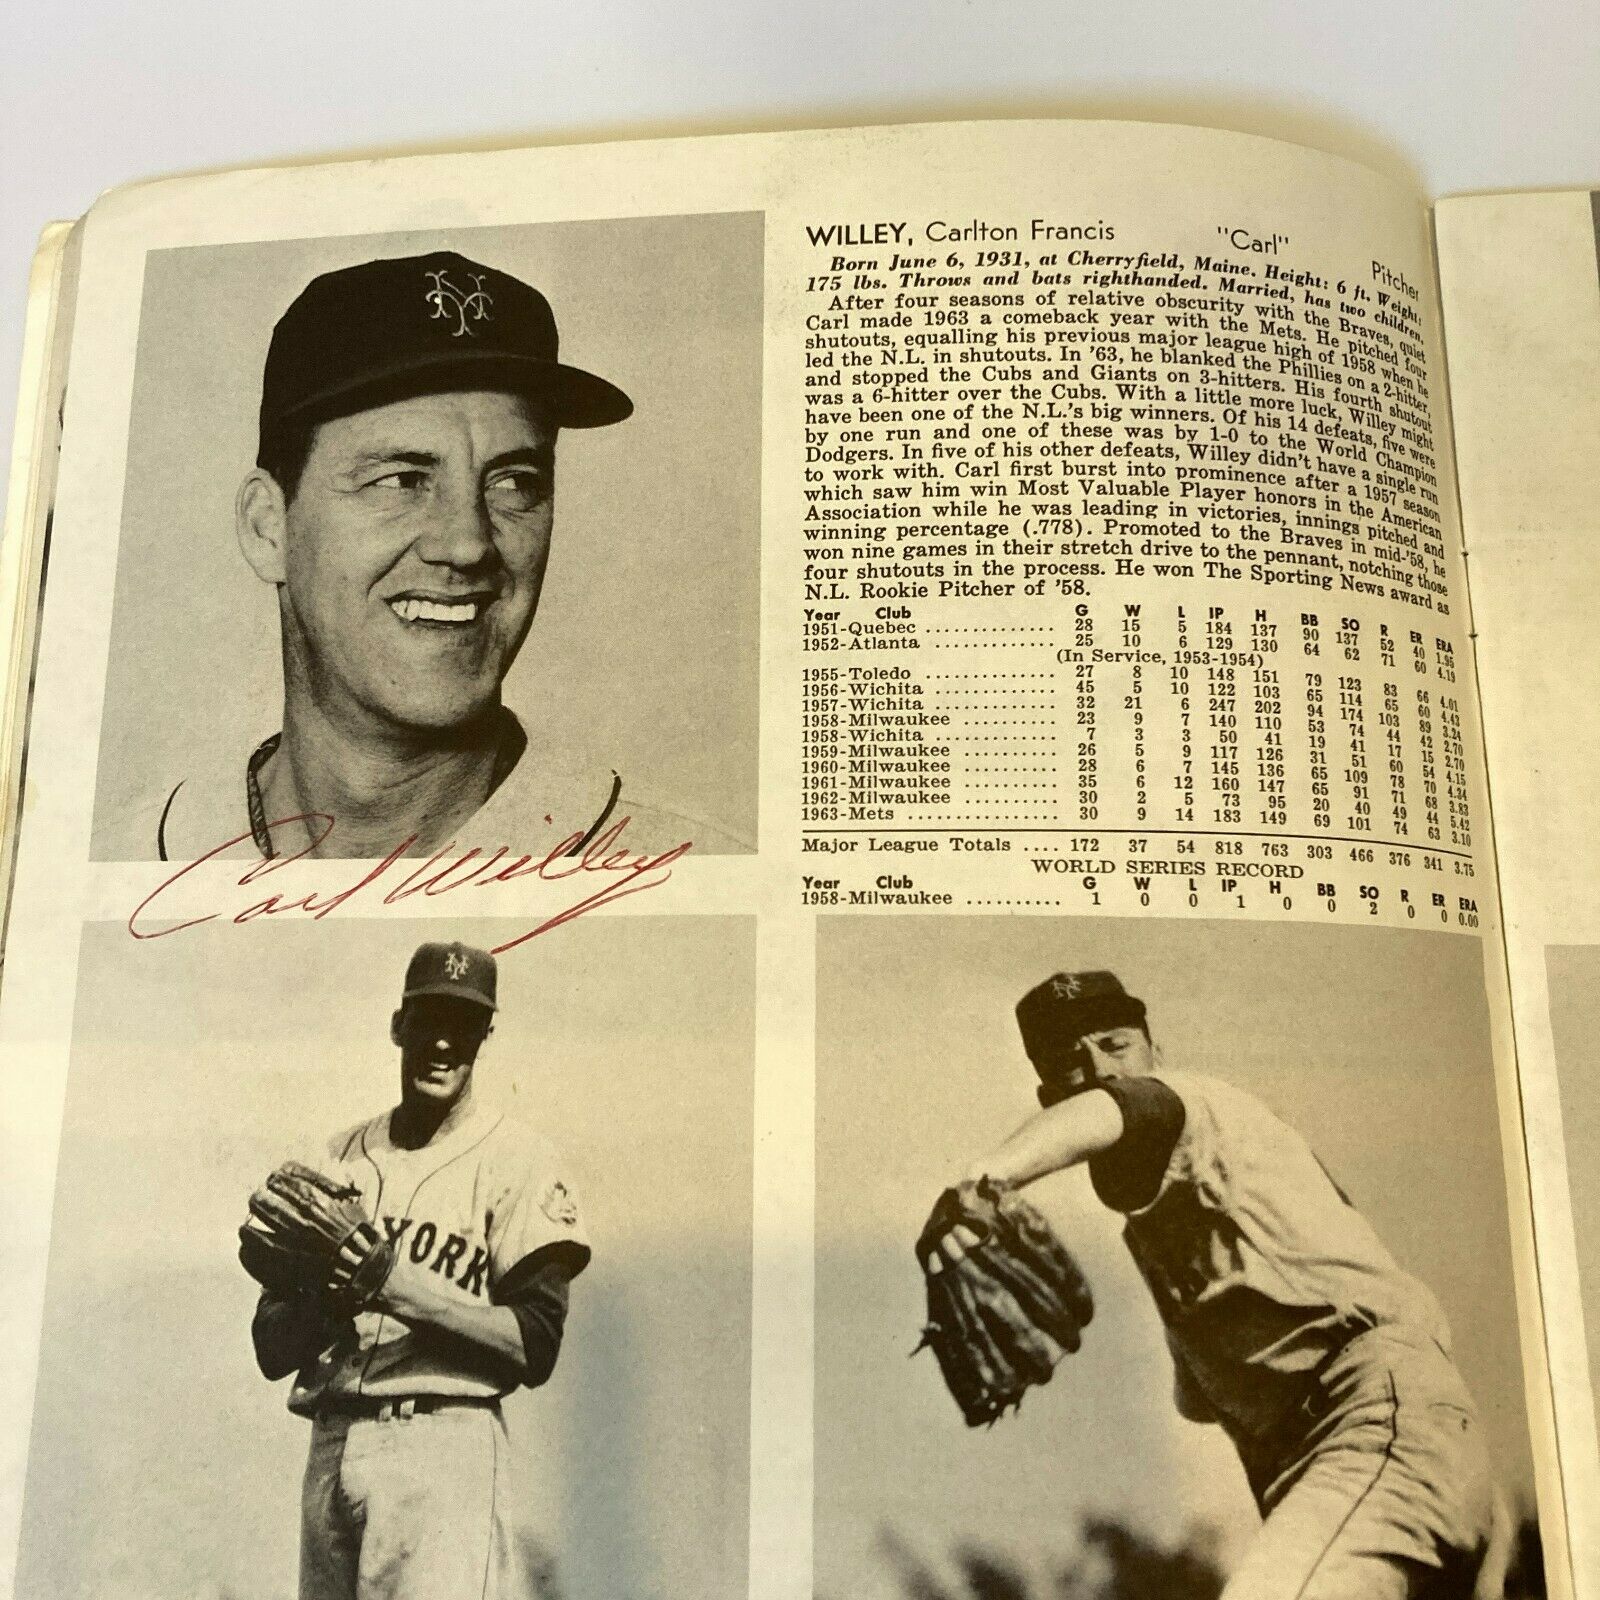 WILLEY, Carlton Francis "Carl" Pitcher
Born June 6, 1931, at Cherryfield, Maine. Height: 6 ft. Weight:
175 lbs. Throws and bats righthanded. Married, has two children.
After four seasons of relative obscurity with the Braves, quiet
Carl made 1963 a comeback year with the Mets. He pitched four
shutouts, equalling his previous major league high of 1958 when he
led the N.L. in shutouts. In '63, he blanked the Phillies on a 2-hitter,
and stopped the Cubs and Giants on 3-hitters. His fourth shutout
was a 6-hitter over the Cubs. With a little more luck, Willey might
have been one of the N.L.'s big winners. Of his 14 defeats, five were
by one run and one of these was by 1-0 to the World Champion
Dodgers. In five of his other defeats, Willey didn't have a single run
to work with. Carl first burst into prominence after a 1957 season
which saw him win Most Valuable Player honors in the American
Association while he was leading in victories, innings pitched and
winning percentage (.778). Promoted to the Braves in mid-'58, he
won nine games in their stretch drive to the pennant, notching those
four shutouts in the process. He won The Sporting News award as
N.L. Rookie Pitcher of '58.
Year Club G W L IP H BB SO R ER ERA
1951-Quebec .............. 28 15 5 184 137 90 137 52 40 1.95
1952-Atlanta ............. 25 10 6 129 130 64 62 71 60 4.19
(In Service, 1953-1954)
1955-Toledo .............. 27 8 10 148 151 79 123 83 66 4.01
1956-Wichita ............. 45 5 10 122 103 65 114 65 60 4.43
1957-Wichita ............. 32 21 6 247 202 94 174 103 89 3.24
1958-Milwaukee .......... 23 9 7 140 110 53 74 44 42 2.70
1958-Wichita ............. 7 3 3 50 41 19 41 17 15 2.70
1959-Milwaukee .......... 26 5 9 117 126 31 51 60 54 4.15
1960-Milwaukee .......... 28 6 7 145 136 65 109 78 70 4.34
1961-Milwaukee .......... 35 6 12 160 147 65 91 71 68 3.83
1962-Milwaukee .......... 30 2 5 73 95 20 40 49 44 5.42
1963-Mets ................ 30 9 14 183 149 69 101 74 63 3.10
Major League Totals .... 172 37 54 818 763 303 466 376 341 3.75
WORLD SERIES RECORD
Year Club G W L IP H BB SO R ER ERA
1958-Milwaukee .......... 1 0 0 1 0 0 2 0 0 0.00
Carl Willey
NY
NY
YORK
NY